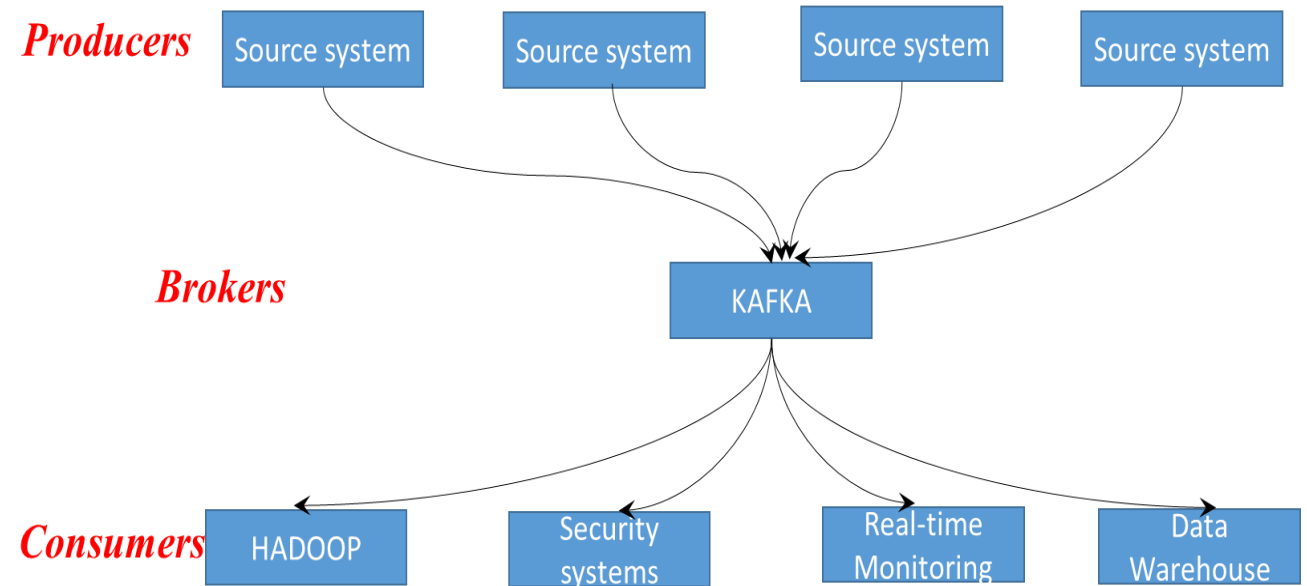 Producers
Source system
Source system
Source system
Source system
Brokers
KAFKA
Consumers
HADOOP
Security
systems
Real-time
Monitoring
Data
Warehouse